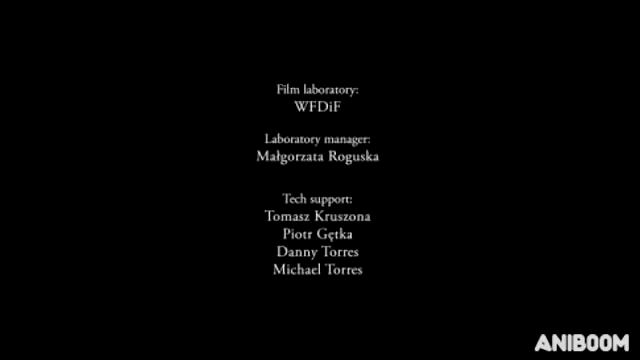 Film laboratory:
WFDiF
Laboratory manager:
Małgorzata Roguska
Tech support:
Tomasz Kruszona
Piotr Gętka
Danny Torres
Michael Torres
ANIBOOM